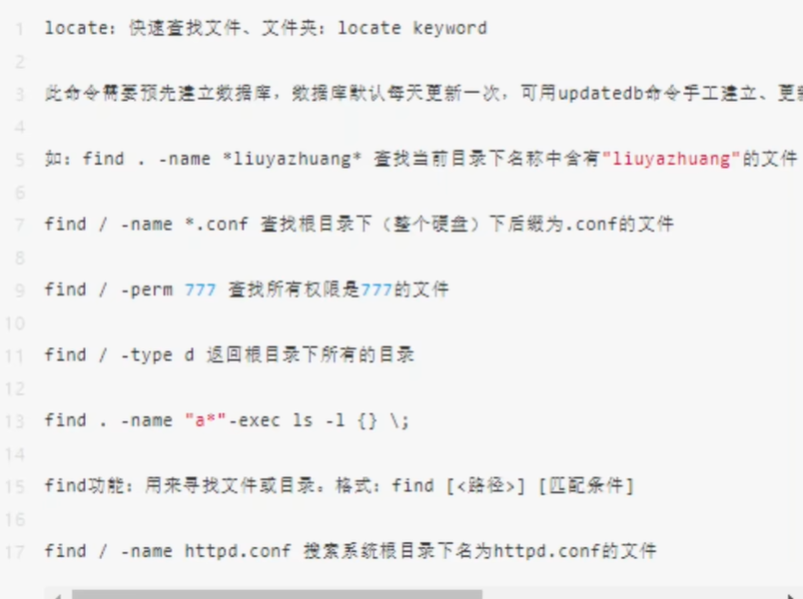 1 locate：快速查找文件、文件夹：locate keyword
2
3 此命令需要预先建立数据库，数据库默认每天更新一次，可用updatedb命令手工建立、更新
4
5 如：find . -name *liuyazhuang* 查找当前目录下名称中含有"liuyazhuang"的文件
6
7 find / -name *.conf 查找根目录下（整个硬盘）下后缀为.conf的文件
8
9 find / -perm 777 查找所有权限是777的文件
10
11 find / -type d 返回根目录下所有的目录
12
13 find . -name "a*"-exec ls -l {} \;
14
15 find功能：用来寻找文件或目录。格式：find [<路径>] [匹配条件]
16
17 find / -name httpd.conf 搜索系统根目录下名为httpd.conf的文件